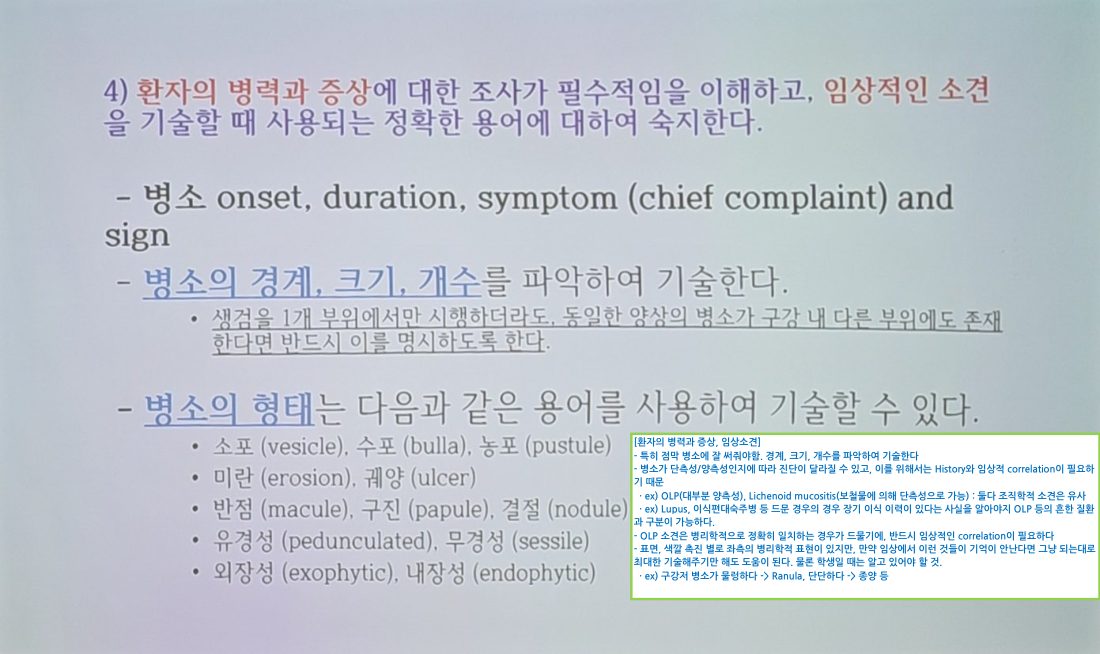 4) 환자의 병력과 증상에 대한 조사가 필수적임을 이해하고, 임상적인 소견
을 기술할 때 사용되는 정확한 용어에 대하여 숙지한다.
– 병소 onset, duration, symptom (chief complaint) and
sign
– 병소의 경계, 크기, 개수를 파악하여 기술한다.
• 생검을 1개 부위에서만 시행하더라도, 동일한 양상의 병소가 구강 내 다른 부위에도 존재
한다면 반드시 이를 명시하도록 한다.
– 병소의 형태는 다음과 같은 용어를 사용하여 기술할 수 있다.
• 소포 (vesicle), 수포 (bulla), 농포 (pustule)
• 미란 (erosion), 궤양 (ulcer)
• 반점 (macule), 구진 (papule), 결절 (nodule)
• 유경성 (pedunculated), 무경성 (sessile)
• 외장성 (exophytic), 내장성 (endophytic)
[환자의 병력과 증상, 임상소견]
- 특히 점막 병소에 잘 써줘야함. 경계, 크기, 개수를 파악하여 기술한다
- 병소가 단측성/양측성인지에 따라 진단이 달라질 수 있고, 이를 위해서는 History와 임상적 correlation이 필요하
기 때문
· ex) OLP(대부분 양측성), Lichenoid mucositis(보철물에 의해 단측성으로 가능) : 둘다 조직학적 소견은 유사
· ex) Lupus, 이식편대숙주병 등 드문 경우의 경우 장기 이식 이력이 있다는 사실을 알아야지 OLP 등의 흔한 질환
과 구분이 가능하다.
- OLP 소견은 병리학적으로 정확히 일치하는 경우가 드물기에, 반드시 임상적인 correlation이 필요하다
- 표면, 색깔 촉진 별로 좌측의 병리학적 표현이 있지만, 만약 임상에서 이런 것들이 기억이 안난다면 그냥 되는대로
최대한 기술해주기만 해도 도움이 된다. 물론 학생일 때는 알고 있어야 할 것.
· ex) 구강저 병소가 물렁하다 -> Ranula, 단단하다 -> 종양 등